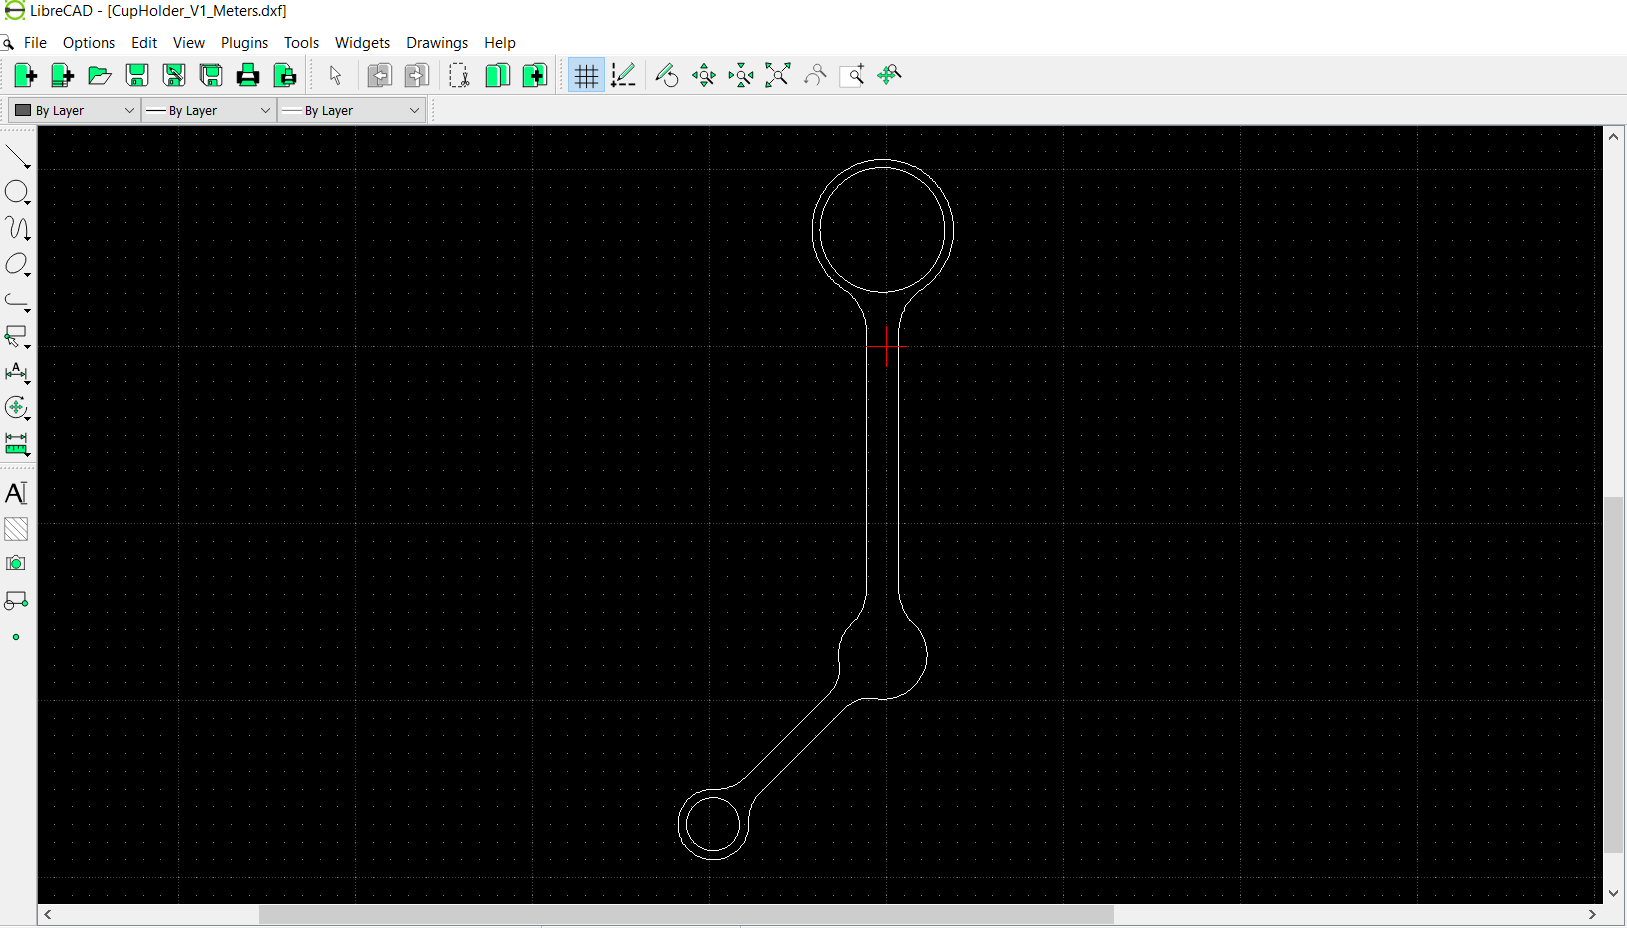 LibreCAD - [CupHolder_V1_Meters.dxf]
File Options Edit View Plugins Tools Widgets Drawings Help
By Layer By Layer By Layer
A
A